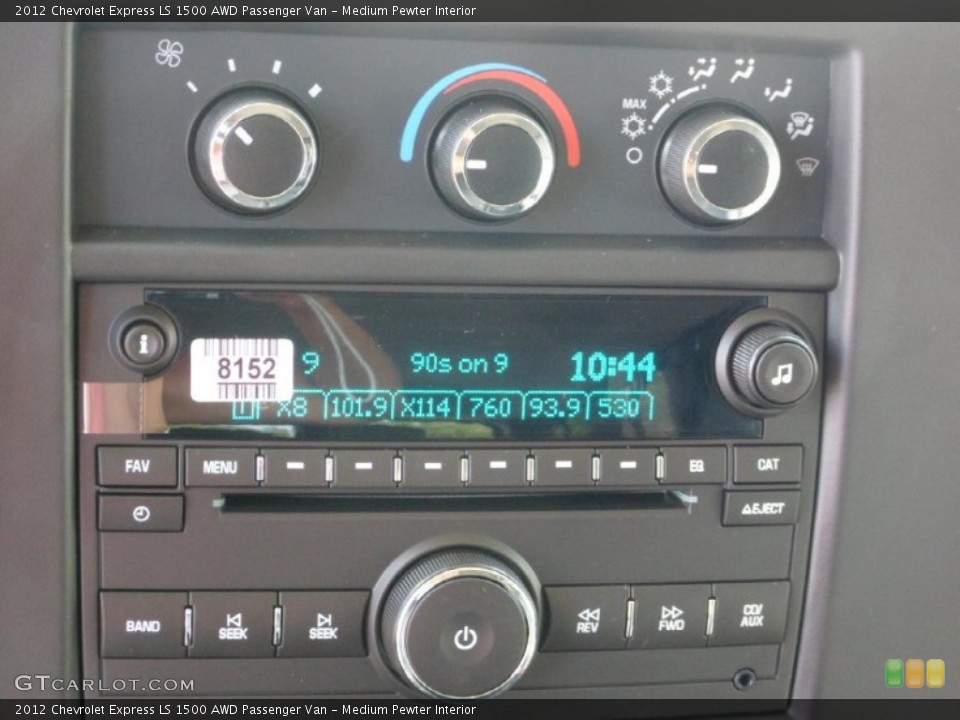 2012 Chevrolet Express LS 1500 AWD Passenger Van - Medium Pewter Interior
MAX
i
8152
9
90s on 9
10:44
X8 101.9 X114 760 93.9 530
FAV
MENU
EQ
CAT
EJECT
BAND
SEEK
SEEK
REV
FWD
CD/
AUX
GTCARLOT.COM
2012 Chevrolet Express LS 1500 AWD Passenger Van - Medium Pewter Interior